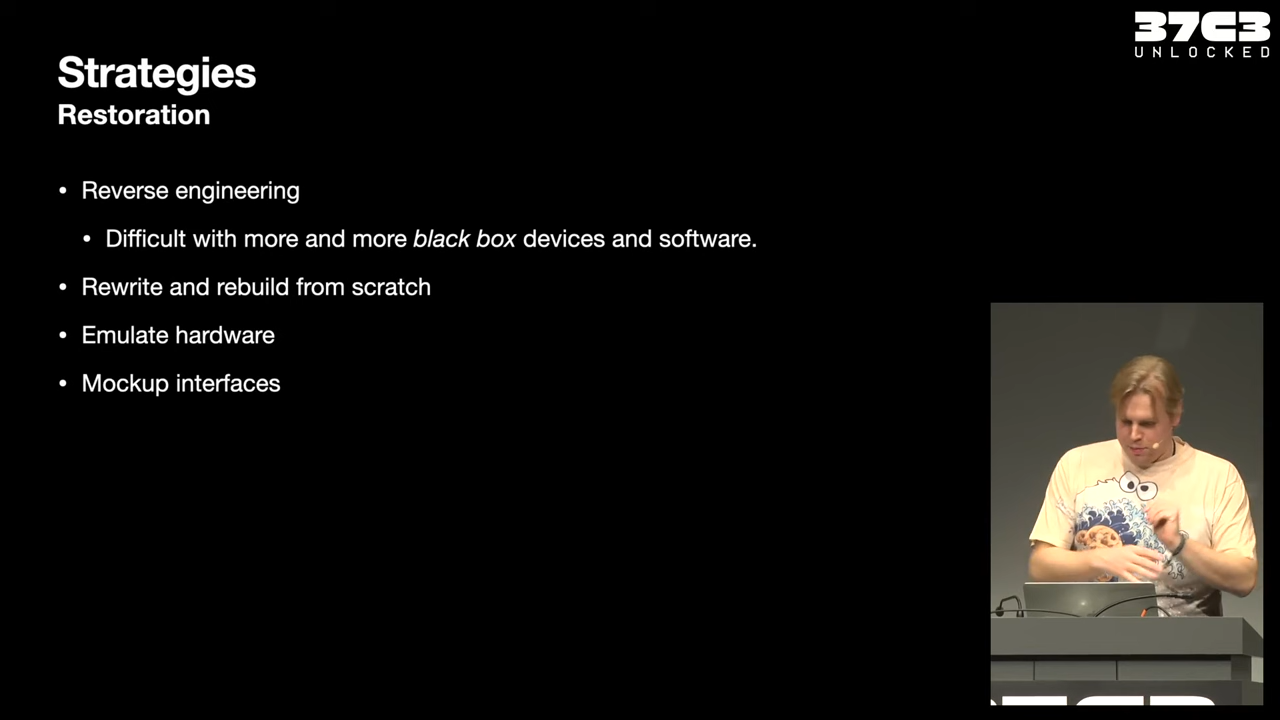 37C3
UNLOCKED
Strategies
Restoration
• Reverse engineering
• Difficult with more and more black box devices and software.
• Rewrite and rebuild from scratch
• Emulate hardware
• Mockup interfaces